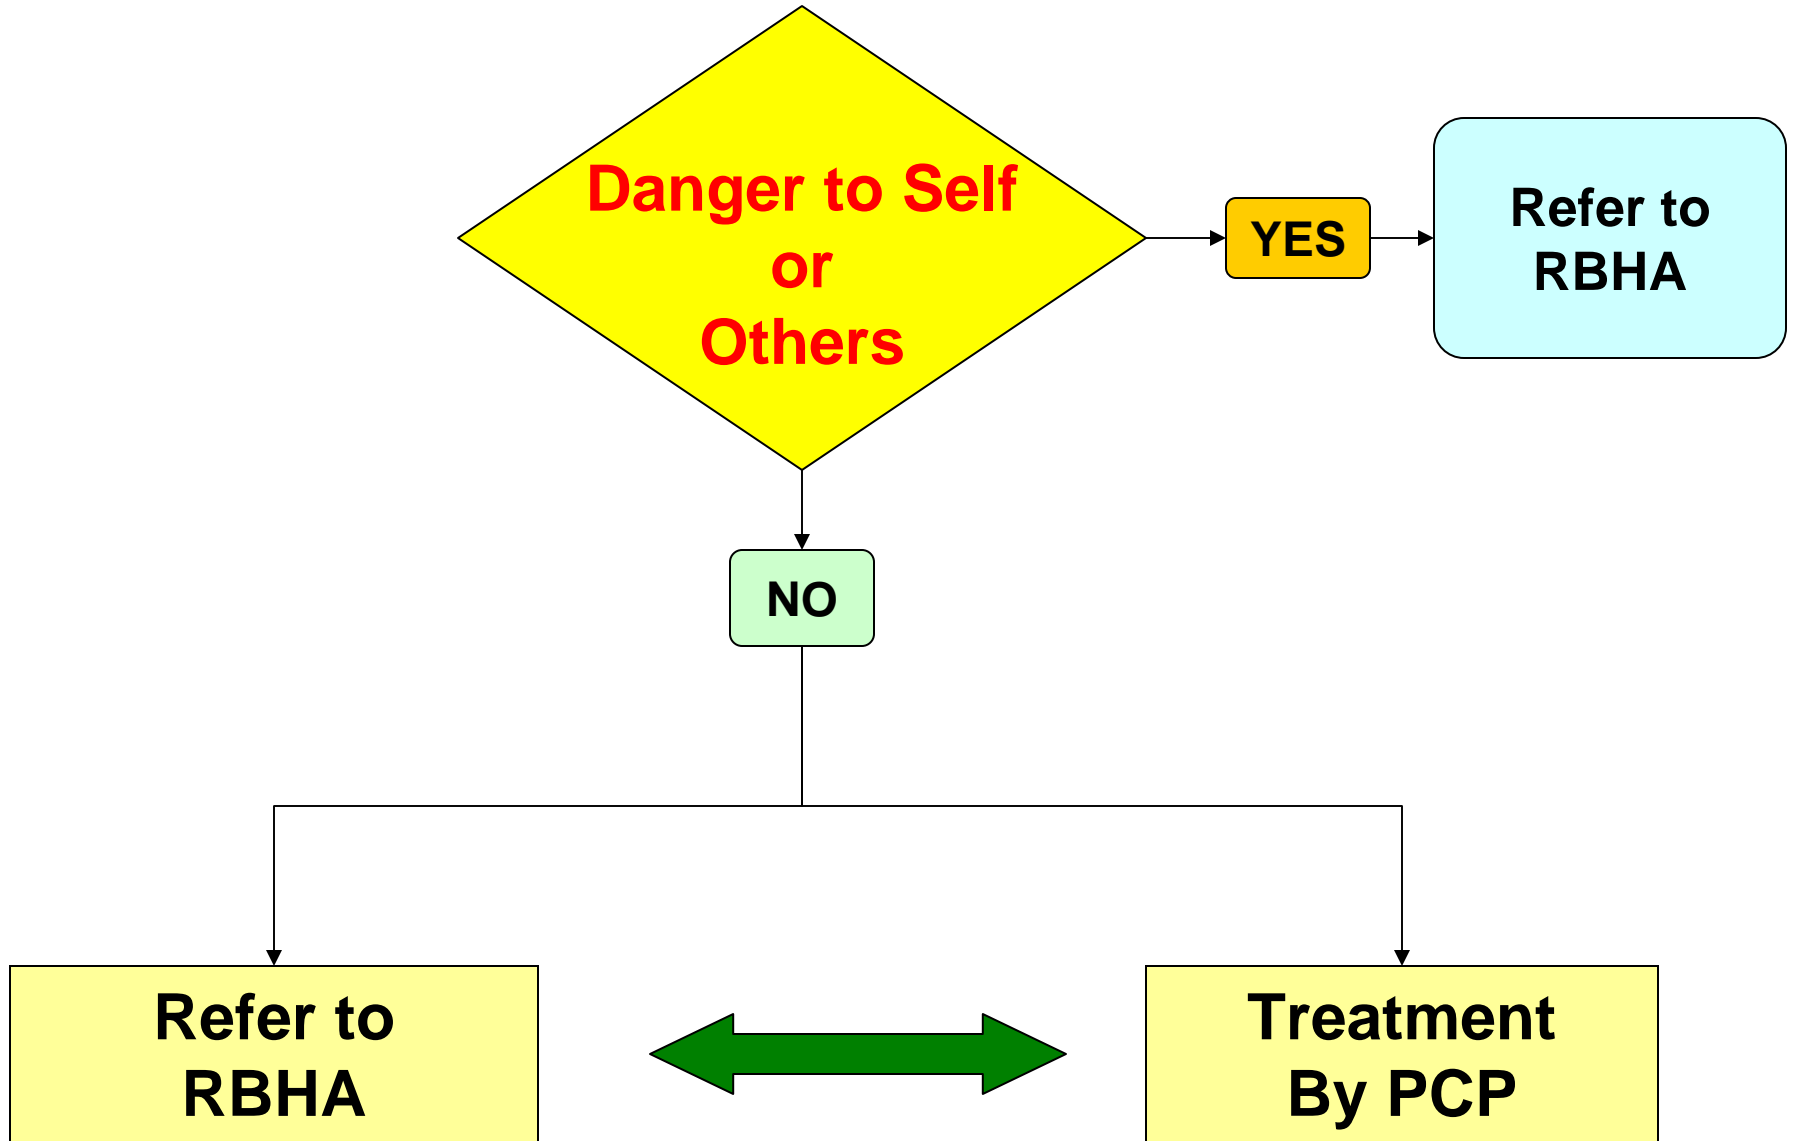 Danger to Self
or
Others
YES
Refer to
RBHA
NO
Refer to
RBHA
Treatment
By PCP